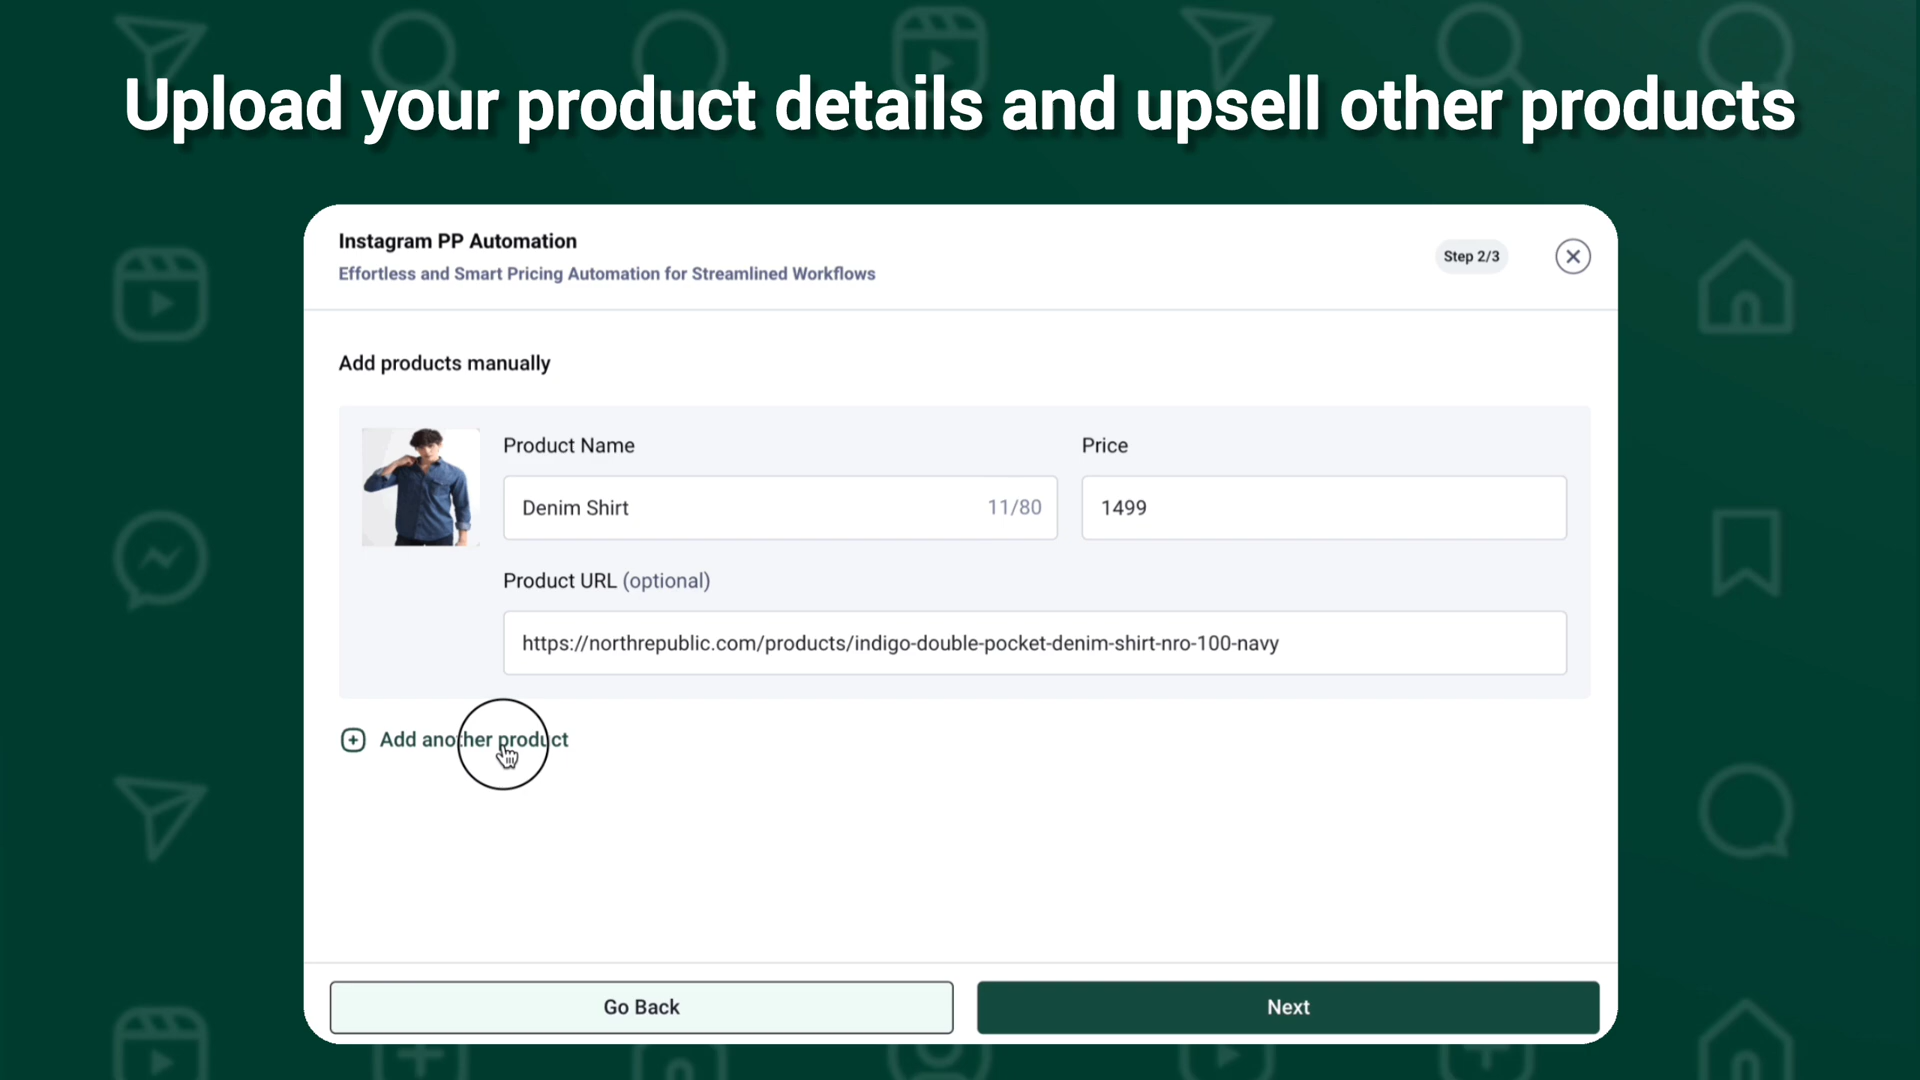 Upload your product details and upsell other products
Instagram PP Automation
Effortless and Smart Pricing Automation for Streamlined Workflows
Step 2/3
Add products manually
Product Name
Price
Denim Shirt
11/80
1499
Product URL (optional)
https://northrepublic.com/products/indigo-double-pocket-denim-shirt-nro-100-navy
Add another product
Go Back
Next